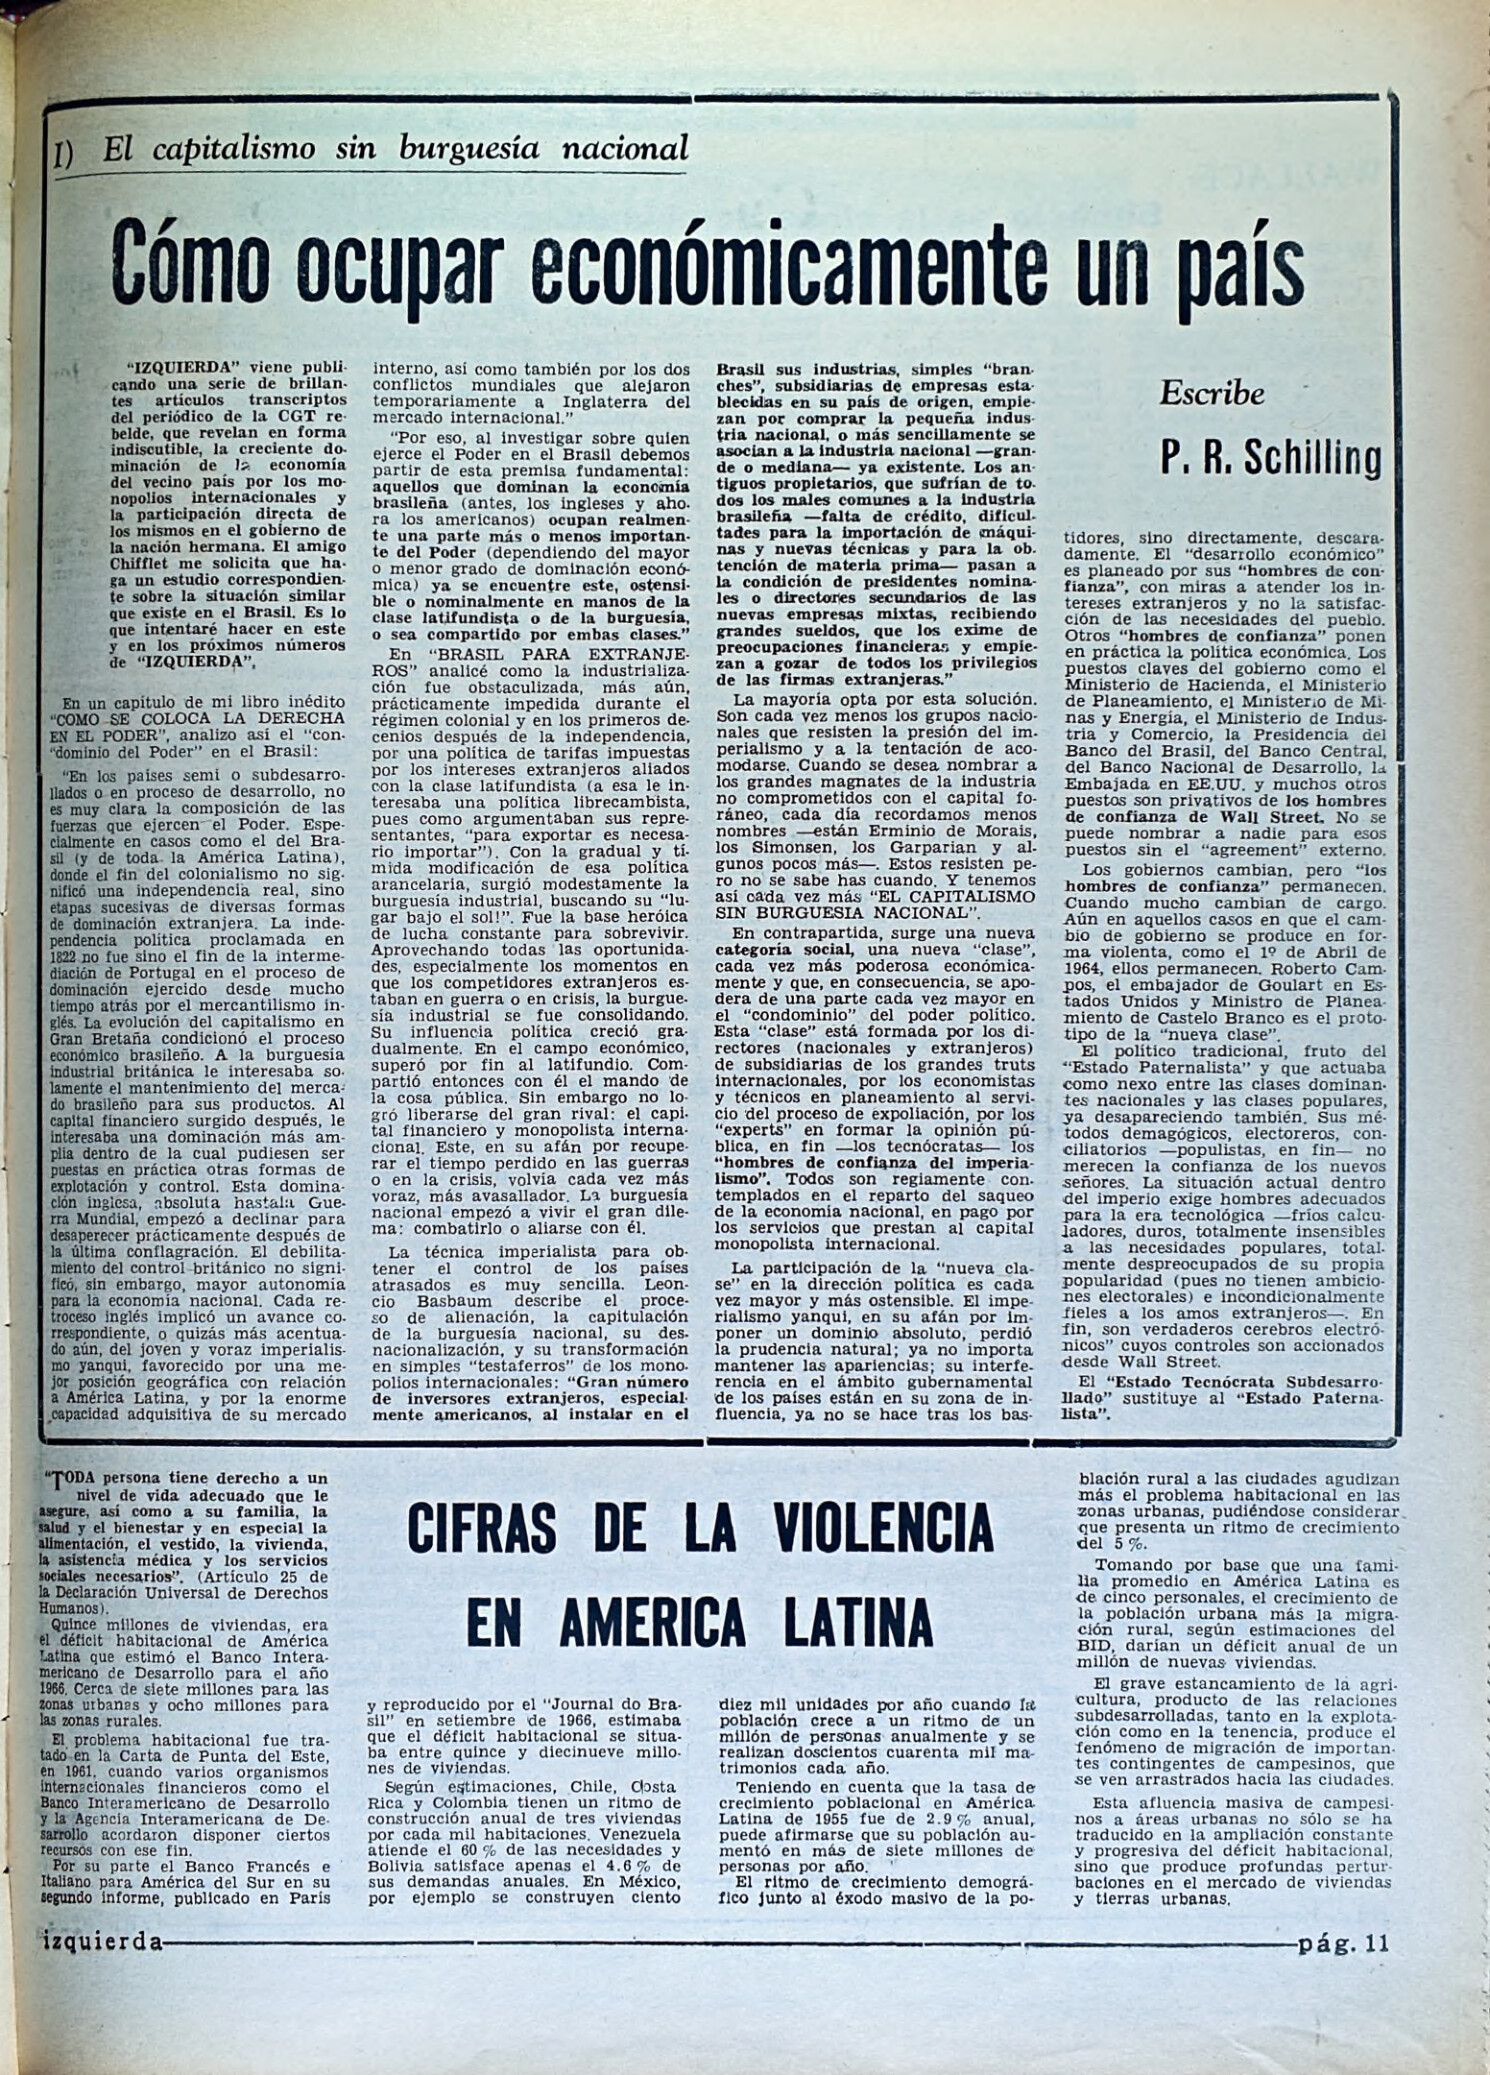 I) El capitalismo sin burguesía nacional
Cómo ocupar económicamente un país
Escribe
P. R. Schilling
"IZQUIERDA" viene publi-
cando una serie de brillan-
tes artículos transcriptos
del periódico de la CGT re-
belde, que revelan en forma
indiscutible, la creciente do-
minación de la economía
del vecino país por los mo-
nopolios internacionales y
la participación directa de
los mismos en el gobierno de
la nación hermana. El amigo
Chifflet me solicita que ha-
ga un estudio correspondien-
te sobre la situación similar
que existe en el Brasil. Es lo
que intentaré hacer en este
y en los próximos números
de "IZQUIERDA".
En un capítulo de mi libro inédito
"COMO SE COLOCA LA DERECHA
EN EL PODER", analizo así el "con-
"dominio del Poder" en el Brasil:
"En los países semi o subdesarro-
llados o en proceso de desarrollo, no
es muy clara la composición de las
fuerzas que ejercen el Poder. Espe-
cialmente en casos como el del Bra-
sil (y de toda la América Latina),
donde el fin del colonialismo no sig-
nificó una independencia real, sino
etapas sucesivas de diversas formas
de dominación extranjera. La inde-
pendencia política proclamada en
1822 no fue sino el fin de la interme-
diación de Portugal en el proceso de
dominación ejercido desde mucho
tiempo atrás por el mercantilismo in-
glés. La evolución del capitalismo en
Gran Bretaña condicionó el proceso
económico brasileño. A la burguesía
industrial británica le interesaba so-
lamente el mantenimiento del merca-
do brasileño para sus productos. Al
capital financiero surgido después, le
interesaba una dominación más am-
plia dentro de la cual pudiesen ser
puestas en práctica otras formas de
explotación y control. Esta domina-
ción inglesa, absoluta hastala Gue-
rra Mundial, empezó a declinar para
desaparecer prácticamente después de
la última conflagración. El debilita-
miento del control británico no signi-
ficó, sin embargo, mayor autonomía
para la economía nacional. Cada re-
troceso inglés implicó un avance co-
rrespondiente, o quizás más acentua-
do aún, del joven y voraz imperialis-
mo yanqui, favorecido por una me-
jor posición geográfica con relación
a América Latina, y por la enorme
capacidad adquisitiva de su mercado
interno, así como también por los dos
conflictos mundiales que alejaron
temporariamente a Inglaterra del
mercado internacional."
"Por eso, al investigar sobre quien
ejerce el Poder en el Brasil debemos
partir de esta premisa fundamental:
aquellos que dominan la economía
brasileña (antes, los ingleses y aho-
ra los americanos) ocupan realmen-
te una parte más o menos importan-
te del Poder (dependiendo del mayor
o menor grado de dominación econó-
mica) ya se encuentre este, ostensi-
ble o nominalmente en manos de la
clase latifundista o de la burguesía,
o sea compartido por embas clases."
En "BRASIL PARA EXTRANJE-
ROS" analicé como la industrializa-
ción fue obstaculizada, más aún,
prácticamente impedida durante el
régimen colonial y en los primeros de-
cenios después de la independencia,
por una política de tarifas impuestas
por los intereses extranjeros aliados
con la clase latifundista (a esa le in-
teresaba una política librecambista,
pues como argumentaban sus repre-
sentantes, "para exportar es necesa-
rio importar"). Con la gradual y tí-
mida modificación de esa política
arancelaria, surgió modestamente la
burguesía industrial, buscando su "lu-
gar bajo el sol!". Fue la base heróica
de lucha constante para sobrevivir.
Aprovechando todas las oportunida-
des, especialmente los momentos en
que los competidores extranjeros es-
taban en guerra o en crisis, la burgue-
sía industrial se fue consolidando.
Su influencia política creció gra-
dualmente. En el campo económico,
superó por fin al latifundio. Com-
partió entonces con él el mando de
la cosa pública. Sin embargo no lo-
gró liberarse del gran rival: el capi-
tal financiero y monopolista interna-
cional. Este, en su afán por recupe-
rar el tiempo perdido en las guerras
o en la crisis, volvía cada vez más
voraz, más avasallador. La burguesía
nacional empezó a vivir el gran dile-
ma: combatirlo o aliarse con él.
La técnica imperialista para ob-
tener el control de los países
atrasados es muy sencilla. Leon-
cio Basbaum describe el proce-
so de alienación, la capitulación
de la burguesía nacional, su des-
nacionalización, y su transformación
en simples "testaferros" de los mono-
polios internacionales: "Gran número
de inversores extranjeros, especial-
mente americanos, al instalar en el
Brasil sus industrias, simples "bran-
ches", subsidiarias de empresas esta-
blecidas en su país de origen, empie-
zan por comprar la pequeña indus-
tria nacional, o más sencillamente se
asocian a la industria nacional —gran-
de o mediana— ya existente. Los an-
tiguos propietarios, que sufrían de to-
dos los males comunes a la industria
brasileña —falta de crédito, dificul-
tades para la importación de máqui-
nas y nuevas técnicas y para la ob-
tención de materia prima— pasan a
la condición de presidentes nomina-
les o directores secundarios de las
nuevas empresas mixtas, recibiendo
grandes sueldos, que los exime de
preocupaciones financieras y empie-
zan a gozar de todos los privilegios
de las firmas extranjeras."
La mayoría opta por esta solución.
Son cada vez menos los grupos nacio-
nales que resisten la presión del im-
perialismo y a la tentación de aco-
modarse. Cuando se desea nombrar a
los grandes magnates de la industria
no comprometidos con el capital fo-
ráneo, cada día recordamos menos
nombres —están Erminio de Morais,
los Simonsen, los Garparian y al-
gunos pocos más—. Estos resisten pe-
ro no se sabe has cuando. Y tenemos
así cada vez más "EL CAPITALISMO
SIN BURGUESIA NACIONAL".
En contrapartida, surge una nueva
categoría social, una nueva "clase",
cada vez más poderosa económica-
mente y que, en consecuencia, se apo-
dera de una parte cada vez mayor en
el "condominio" del poder político.
Esta "clase" está formada por los di-
rectores (nacionales y extranjeros)
de subsidiarias de los grandes truts
internacionales, por los economistas
y técnicos en planeamiento al servi-
cio del proceso de expoliación, por los
"experts" en formar la opinión pú-
blica, en fin —los tecnócratas— los
"hombres de confianza del imperia-
lismo". Todos son regiamente con-
templados en el reparto del saqueo
de la economía nacional, en pago por
los servicios que prestan al capital
monopolista internacional.
La participación de la "nueva cla-
se" en la dirección política es cada
vez mayor y más ostensible. El impe-
rialismo yanqui, en su afán por im-
poner un dominio absoluto, perdió
la prudencia natural; ya no importa
mantener las apariencias; su interfe-
rencia en el ámbito gubernamental
de los países están en su zona de in-
fluencia, ya no se hace tras los bas-
tidores, sino directamente, descara-
damente. El "desarrollo económico"
es planeado por sus "hombres de con-
fianza", con miras a atender los in-
tereses extranjeros y no la satisfac-
ción de las necesidades del pueblo.
Otros "hombres de confianza" ponen
en práctica la política económica. Los
puestos claves del gobierno como el
Ministerio de Hacienda, el Ministerio
de Planeamiento, el Ministerio de Mi-
nas y Energía, el Ministerio de Indus-
tria y Comercio, la Presidencia del
Banco del Brasil, del Banco Central,
del Banco Nacional de Desarrollo, la
Embajada en EE.UU. y muchos otros
puestos son privativos de los hombres
de confianza de Wall Street. No se
puede nombrar a nadie para esos
puestos sin el "agreement" externo.
Los gobiernos cambian, pero "los
hombres de confianza" permanecen.
Cuando mucho cambian de cargo.
Aún en aquellos casos en que el cam-
bio de gobierno se produce en for-
ma violenta, como el 1º de Abril de
1964, ellos permanecen. Roberto Cam-
pos, el embajador de Goulart en Es-
tados Unidos y Ministro de Planea-
miento de Castelo Branco es el proto-
tipo de la "nueva clase".
El político tradicional, fruto del
"Estado Paternalista" y que actuaba
como nexo entre las clases dominan-
tes nacionales y las clases populares,
ya desapareciendo también. Sus mé-
todos demagógicos, electoreros, con-
ciliatorios —populistas, en fin— no
merecen la confianza de los nuevos
señores. La situación actual dentro
del imperio exige hombres adecuados
para la era tecnológica —fríos calcu-
ladores, duros, totalmente insensibles
a las necesidades populares, total-
mente despreocupados de su propia
popularidad (pues no tienen ambicio-
nes electorales) e incondicionalmente
fieles a los amos extranjeros—. En
fin, son verdaderos cerebros electró-
nicos" cuyos controles son accionados
desde Wall Street.
El "Estado Tecnócrata Subdesarro-
llado" sustituye al "Estado Paterna-
lista".
CIFRAS DE LA VIOLENCIA
EN AMERICA LATINA
"TODA persona tiene derecho a un
nivel de vida adecuado que le
asegure, así como a su familia, la
salud y el bienestar y en especial la
alimentación, el vestido, la vivienda,
la asistencia médica y los servicios
sociales necesarios". (Artículo 25 de
la Declaración Universal de Derechos
Humanos).
Quince millones de viviendas, era
el déficit habitacional de América
Latina que estimó el Banco Intera-
mericano de Desarrollo para el año
1966. Cerca de siete millones para las
zonas urbanas y ocho millones para
las zonas rurales.
El problema habitacional fue tra-
tado en la Carta de Punta del Este,
en 1961, cuando varios organismos
internacionales financieros como el
Banco Interamericano de Desarrollo
y la Agencia Interamericana de De-
sarrollo acordaron disponer ciertos
recursos con ese fin.
Por su parte el Banco Francés e
Italiano para América del Sur en su
segundo informe, publicado en París
y reproducido por el "Journal do Bra-
sil" en setiembre de 1966, estimaba
que el déficit habitacional se situa-
ba entre quince y diecinueve millo-
nes de viviendas.
Según estimaciones, Chile, Costa
Rica y Colombia tienen un ritmo de
construcción anual de tres viviendas
por cada mil habitaciones. Venezuela
atiende el 60 % de las necesidades y
Bolivia satisface apenas el 4.6 % de
sus demandas anuales. En México,
por ejemplo se construyen ciento
diez mil unidades por año cuando la
población crece a un ritmo de un
millón de personas anualmente y se
realizan doscientos cuarenta mil ma-
trimonios cada año.
Teniendo en cuenta que la tasa de
crecimiento poblacional en América
Latina de 1955 fue de 2.9 % anual,
puede afirmarse que su población au-
mentó en más de siete millones de
personas por año.
El ritmo de crecimiento demográ-
fico junto al éxodo masivo de la po-
blación rural a las ciudades agudizan
más el problema habitacional en las
zonas urbanas, pudiéndose considerar
que presenta un ritmo de crecimiento
del 5 %.
Tomando por base que una fami-
lia promedio en América Latina es
de cinco personales, el crecimiento de
la población urbana más la migra-
ción rural, según estimaciones del
BID, darían un déficit anual de un
millón de nuevas viviendas.
El grave estancamiento de la agri-
cultura, producto de las relaciones
subdesarrolladas, tanto en la explota-
ción como en la tenencia, produce el
fenómeno de migración de importan-
tes contingentes de campesinos, que
se ven arrastrados hacia las ciudades.
Esta afluencia masiva de campesi-
nos a áreas urbanas no sólo se ha
traducido en la ampliación constante
y progresiva del déficit habitacional,
sino que produce profundas pertur-
baciones en el mercado de viviendas
y tierras urbanas.
izquierda
pág. 11